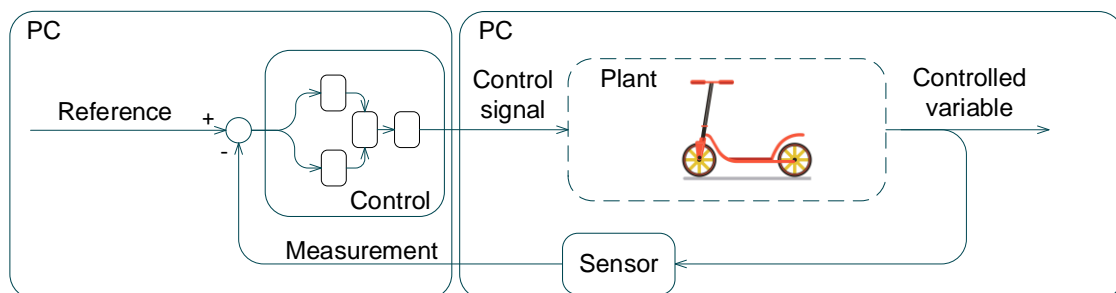 PC
PC
Control
signal
Plant
Controlled
variable
Reference
+
-
Control
Measurement
Sensor